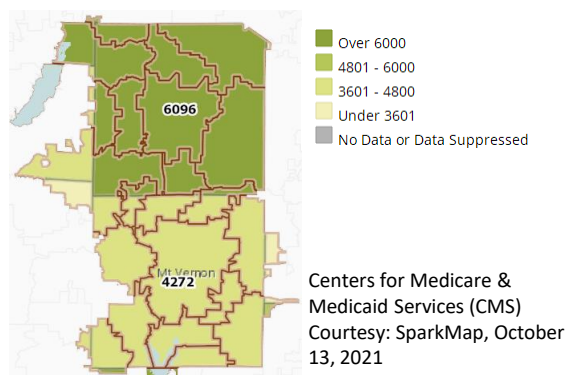 6096
Mt Vernon
4272
Over 6000
4801 - 6000
3601 - 4800
Under 3601
No Data or Data Suppressed
Centers for Medicare &
Medicaid Services (CMS)
Courtesy: SparkMap, October
13, 2021